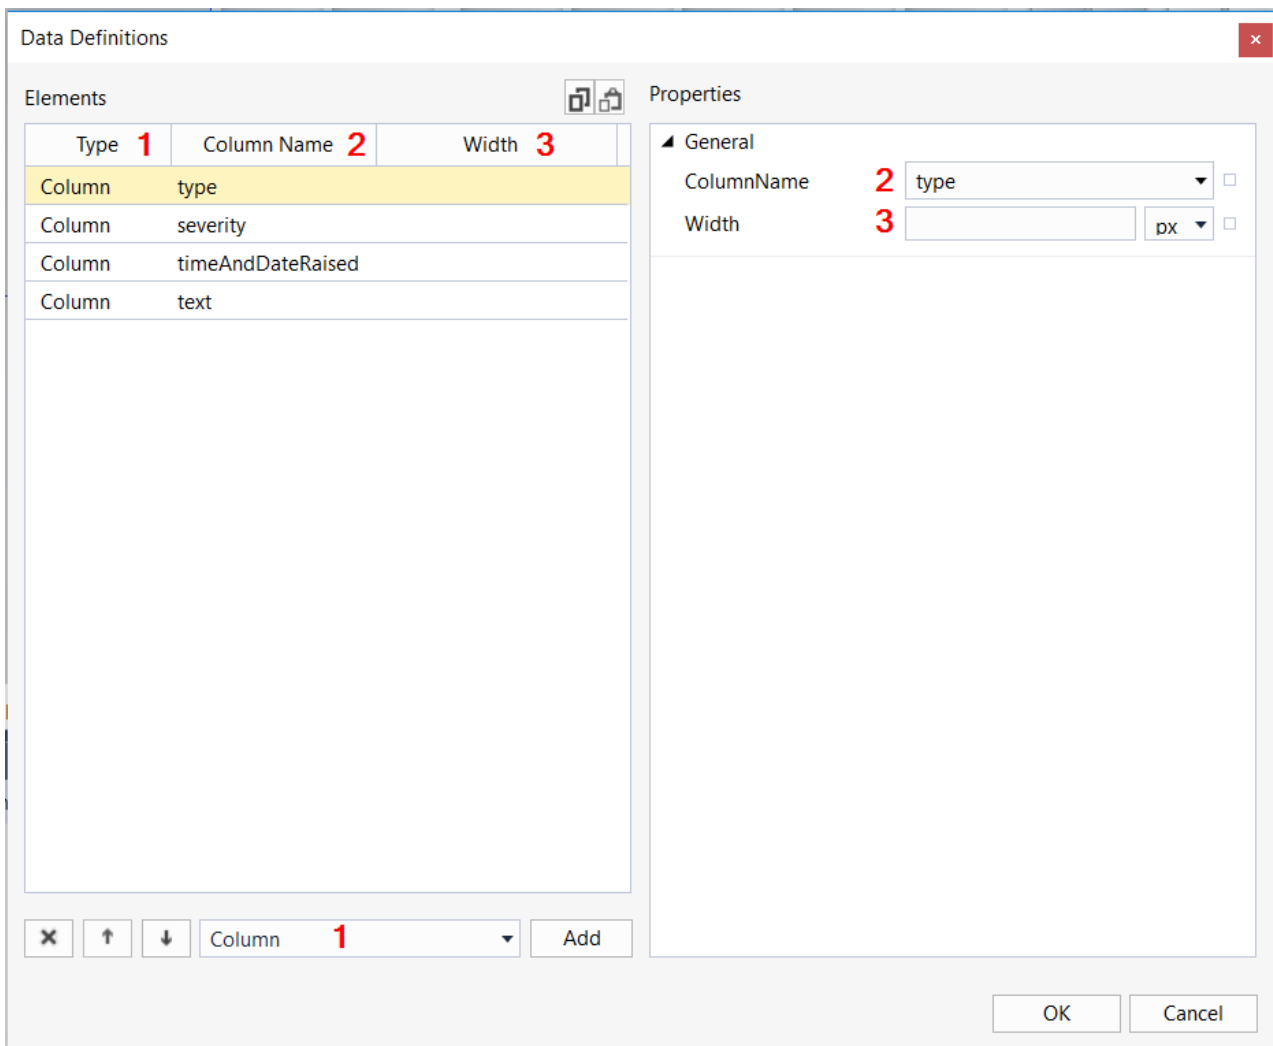 Data Definitions
Elements
Type 1 Column Name 2 Width 3
Column type
Column severity
Column timeAndDateRaised
Column text
Column 1 Add
Properties
General
ColumnName 2 type
Width 3 px
OK Cancel